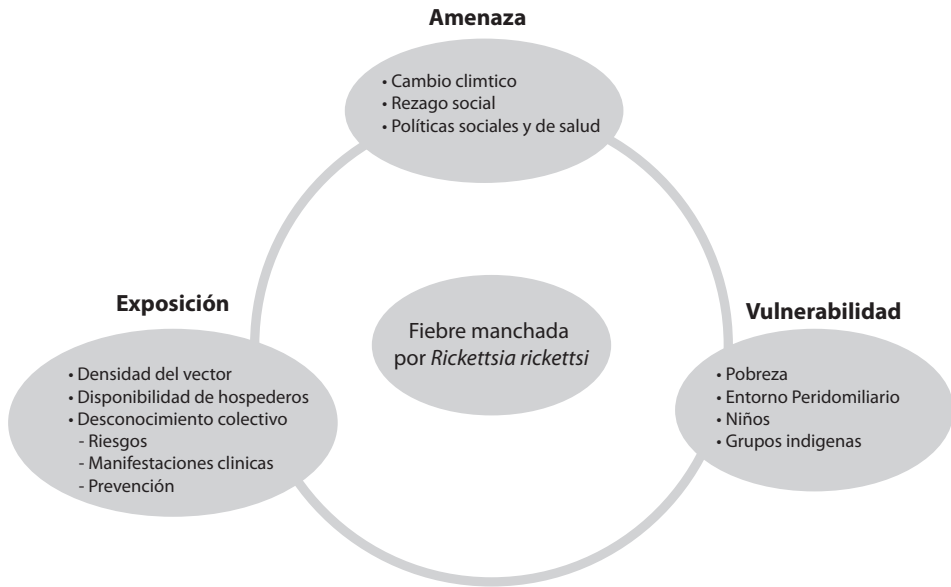 Amenaza
• Cambio climtico
• Rezago social
• Políticas sociales y de salud
Exposición
• Densidad del vector
• Disponibilidad de hospederos
• Desconocimiento colectivo
- Riesgos
- Manifestaciones clinicas
- Prevención
Fiebre manchada
por Rickettsia rickettsi
Vulnerabilidad
• Pobreza
• Entorno Peridomiliario
• Niños
• Grupos indigenas